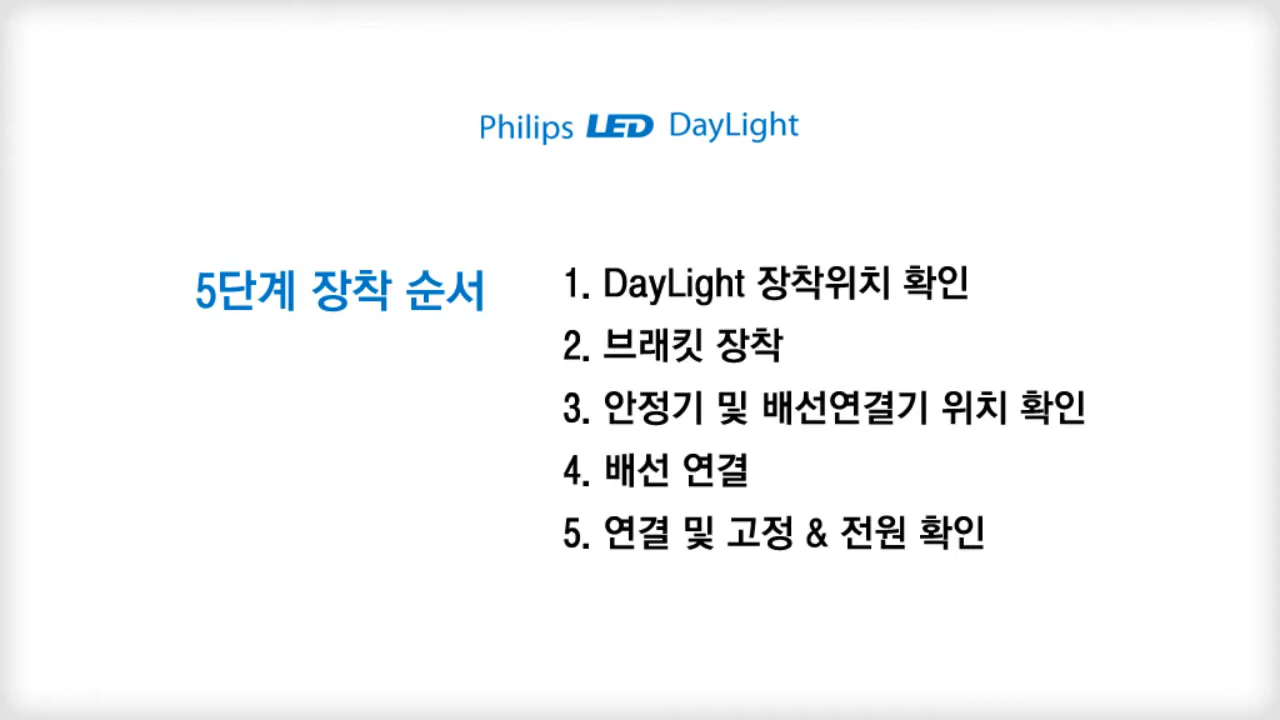 Philips LED DayLight
5단계 장착 순서
1. DayLight 장착위치 확인
2. 브래킷 장착
3. 안정기 및 배선연결기 위치 확인
4. 배선 연결
5. 연결 및 고정 & 전원 확인